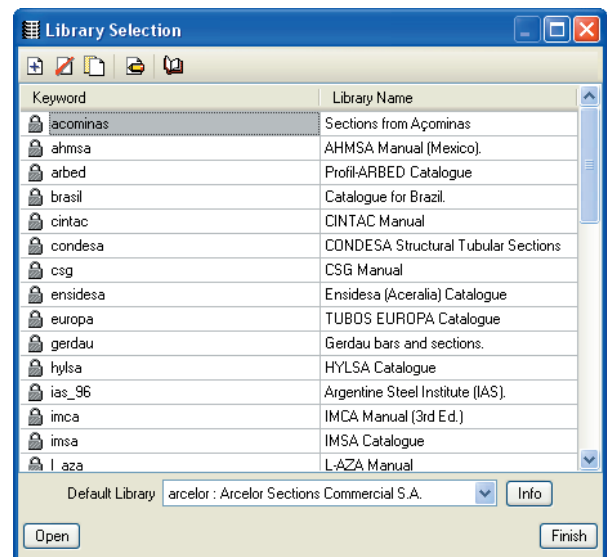 Library Selection
Keyword Library Name
acominas Sections from Açominas
ahmsa AHMSA Manual (Mexico).
arbed Profil-ARBED Catalogue
brasil Catalogue for Brazil.
cintac CINTAC Manual
condesa CONDESA Structural Tubular Sections
csg CSG Manual
ensidesa Ensidesa (Aceralia) Catalogue
europa TUBOS EUROPA Catalogue
gerdau Gerdau bars and sections.
hylsa HYLSA Catalogue
ias_96 Argentine Steel Institute (IAS).
imca IMCA Manual (3rd Ed.)
imsa IMSA Catalogue
l_aza L-AZA Manual
Default Library arcelor : Arcelor Sections Commercial S.A. Info
Open Finish